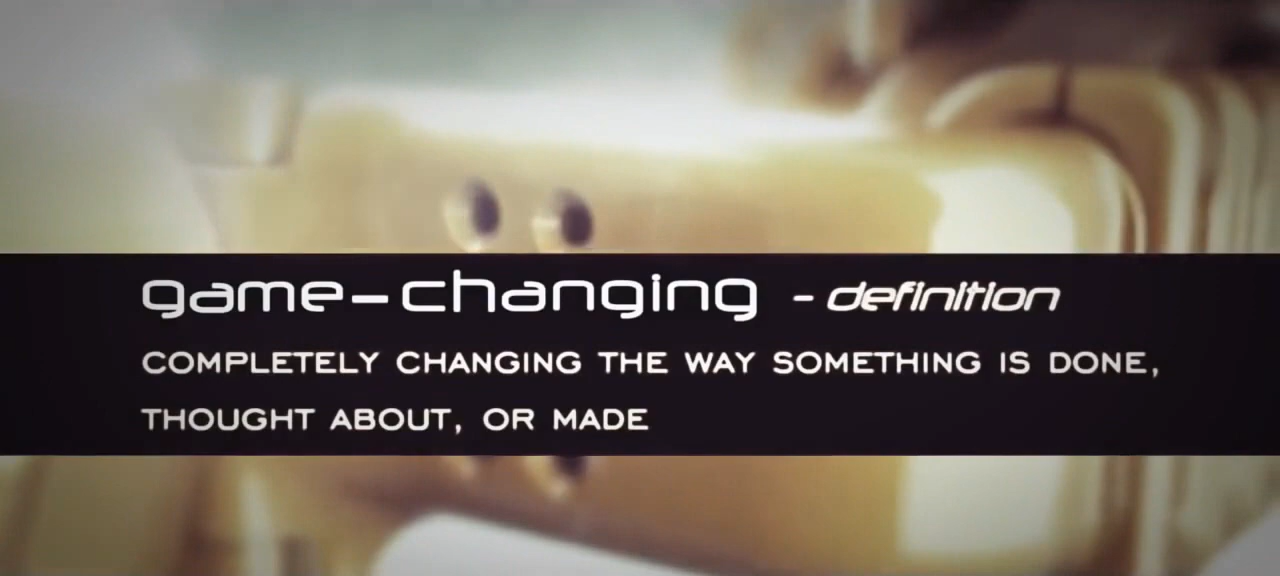 game-changing - definition
COMPLETELY CHANGING THE WAY SOMETHING IS DONE,
THOUGHT ABOUT, OR MADE